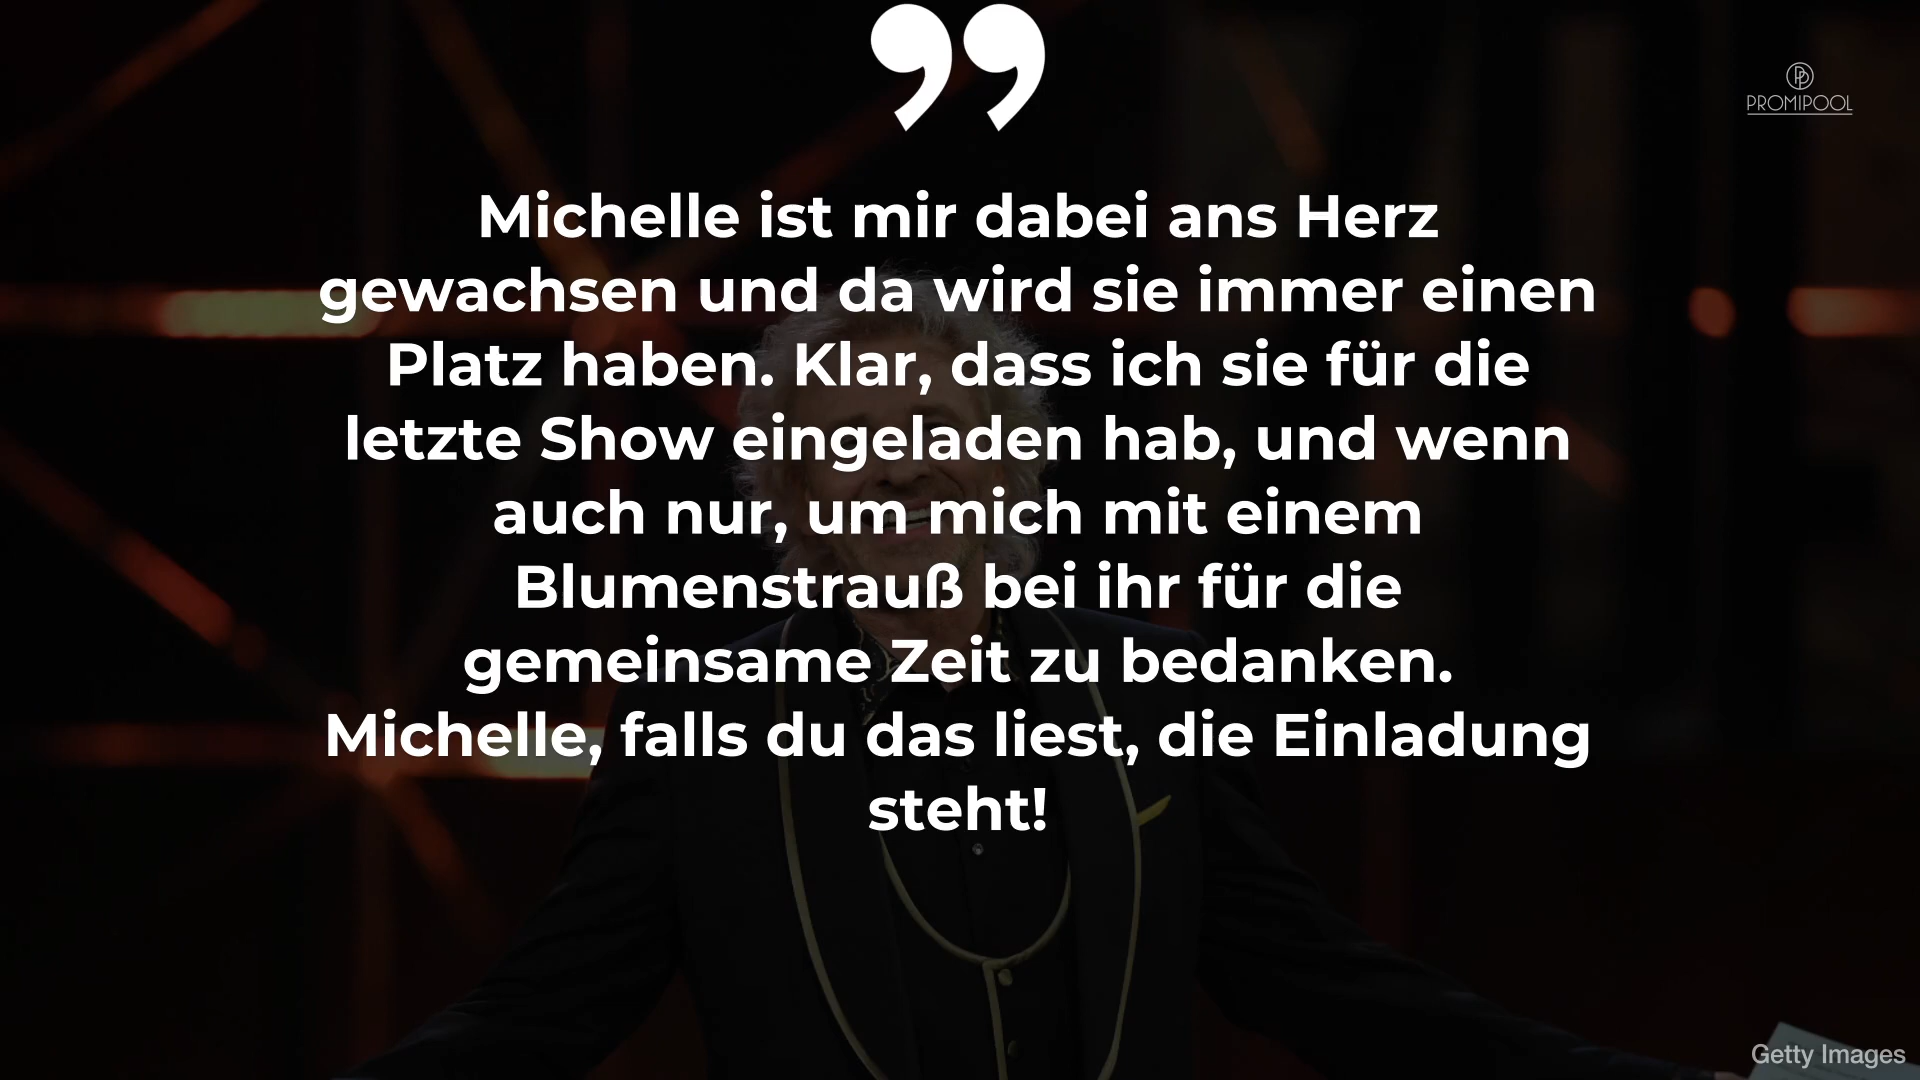 ”
PROMIPOOL
Michelle ist mir dabei ans Herz
gewachsen und da wird sie immer einen
Platz haben. Klar, dass ich sie für die
letzte Show eingeladen hab, und wenn
auch nur, um mich mit einem
Blumenstrauß bei ihr für die
gemeinsame Zeit zu bedanken.
Michelle, falls du das liest, die Einladung
steht!
Getty Images